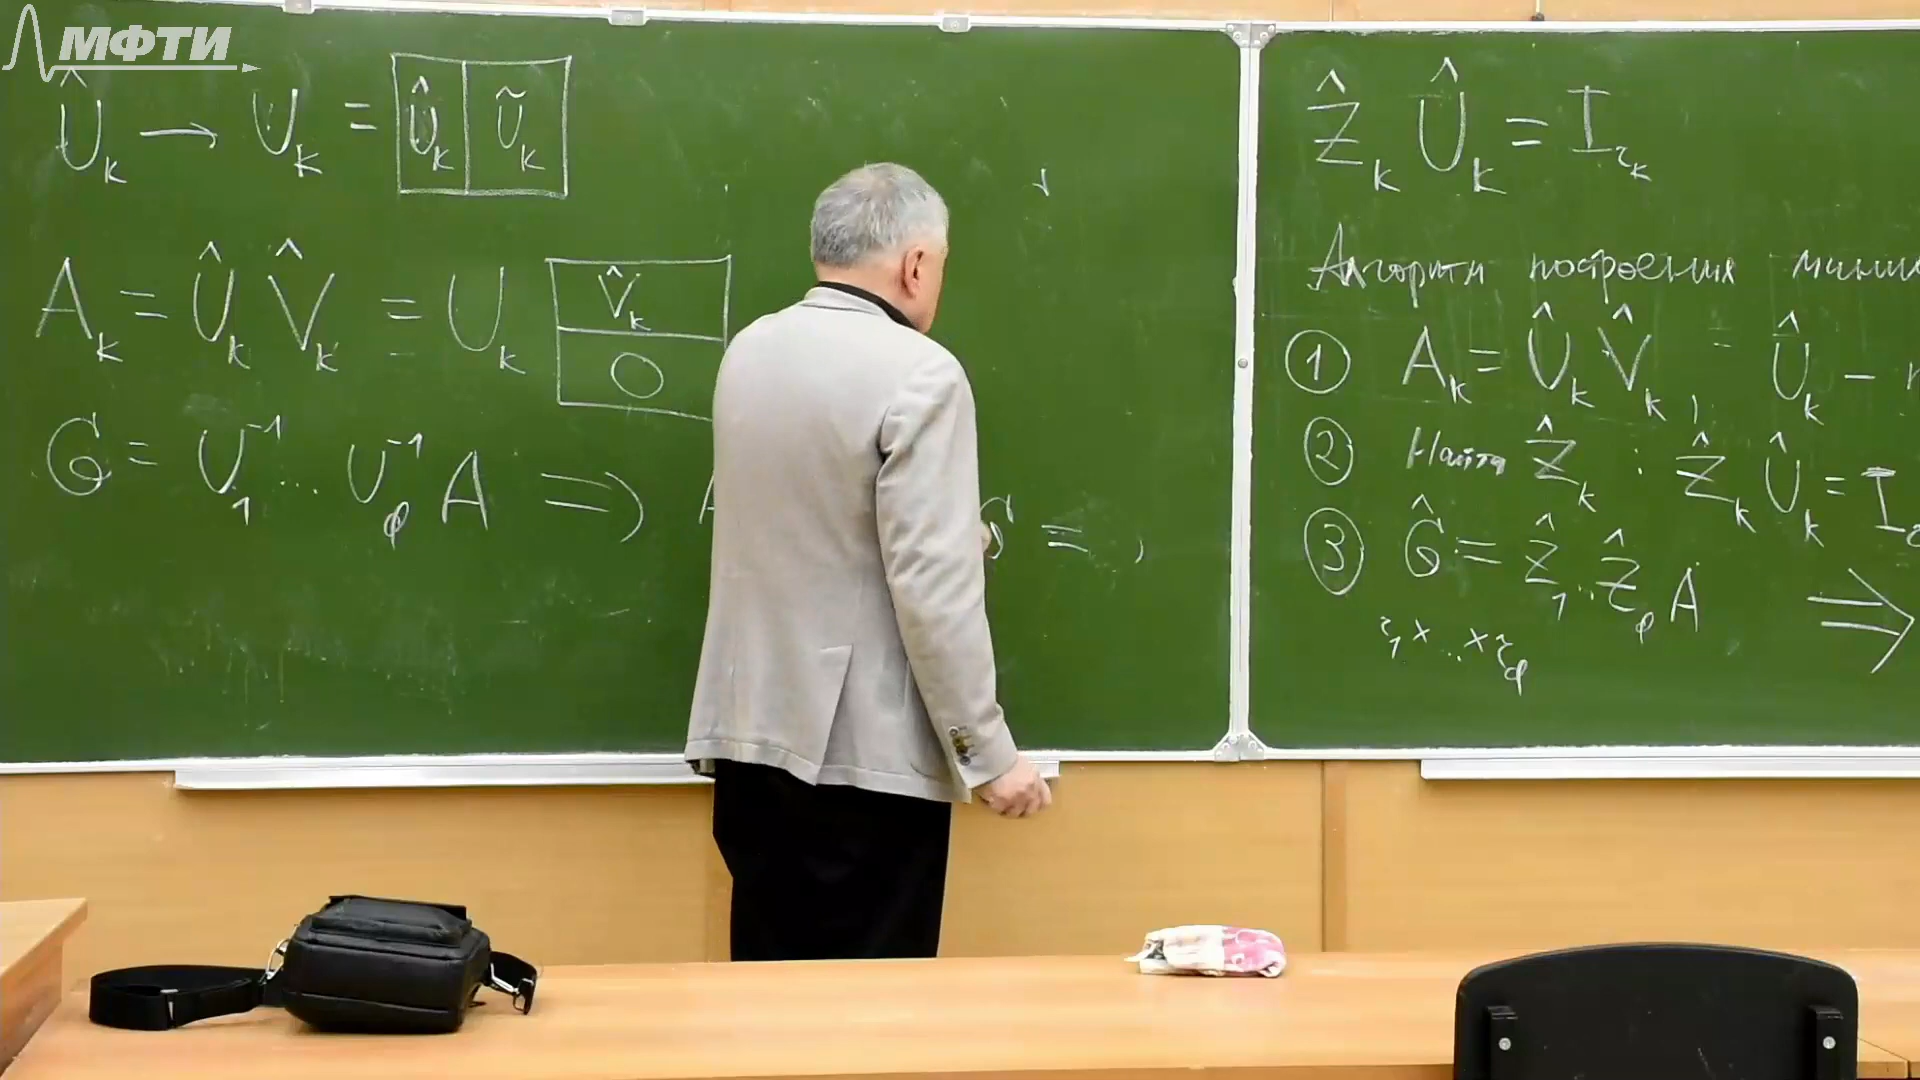 МФТИ
Û_k → U_k = Û_k Ũ_k
A_k = Û_k V̂_k = U_k V̂_k 0
G = U_1^{-1} ... U_φ^{-1} A ⇒ =
Ẑ_k Û_k = I_{r_k}
Алгоритм построения
① A_k = Û_k V̂_k, Û_k -
② Найти Ẑ_k : Ẑ_k Û_k = I
③ Ĝ = Ẑ_1 ... Ẑ_φ A ⇒
r_1 × ... × r_φ